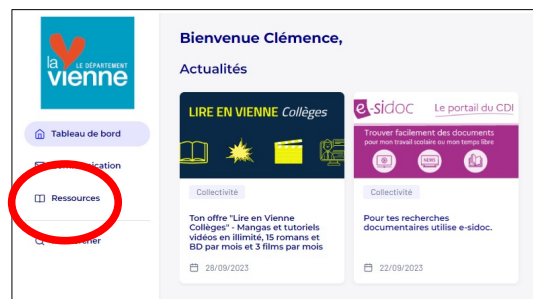 la LE DÉPARTEMENT
vienne
Tableau de bord
Ressources
Bienvenue Clémence,
Actualités
LIRE EN VIENNE Collèges
Collectivité
Ton offre "Lire en Vienne
Collèges" - Mangas et tutoriels
vidéos en illimité, 15 romans et
BD par mois et 3 films par mois
28/09/2023
e-sidoc Le portail du CDI
Trouver facilement des documents
pour mon travail scolaire ou mon temps libre
NEWS
Collectivité
Pour tes recherches
documentaires utilise e-sidoc.
22/09/2023